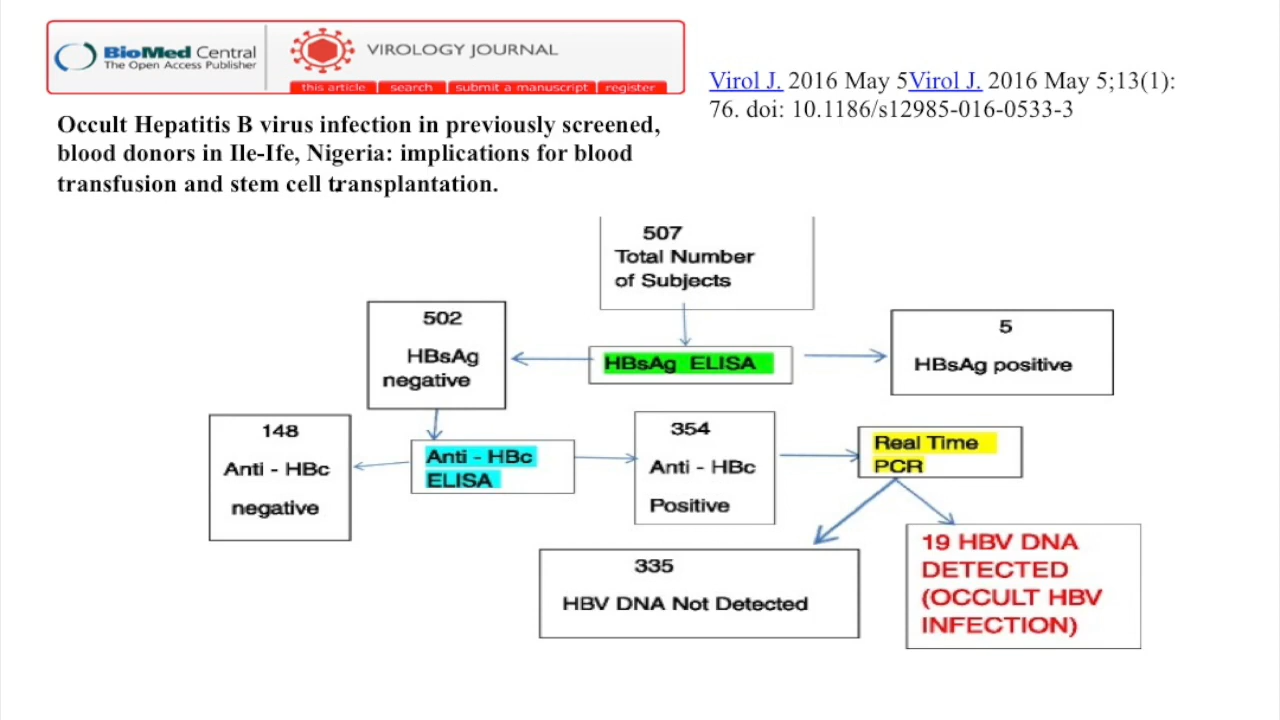 BioMed Central
The Open Access Publisher
VIROLOGY JOURNAL
this article | search | submit a manuscript | register
Virol J. 2016 May 5Virol J. 2016 May 5;13(1):
76. doi: 10.1186/s12985-016-0533-3
Occult Hepatitis B virus infection in previously screened,
blood donors in Ile-Ife, Nigeria: implications for blood
transfusion and stem cell transplantation.
507
Total Number
of Subjects
502
HBsAg
negative
HBsAg ELISA
5
HBsAg positive
148
Anti - HBc
negative
Anti - HBc
ELISA
354
Anti - HBc
Positive
Real Time
PCR
335
HBV DNA Not Detected
19 HBV DNA
DETECTED
(OCCULT HBV
INFECTION)